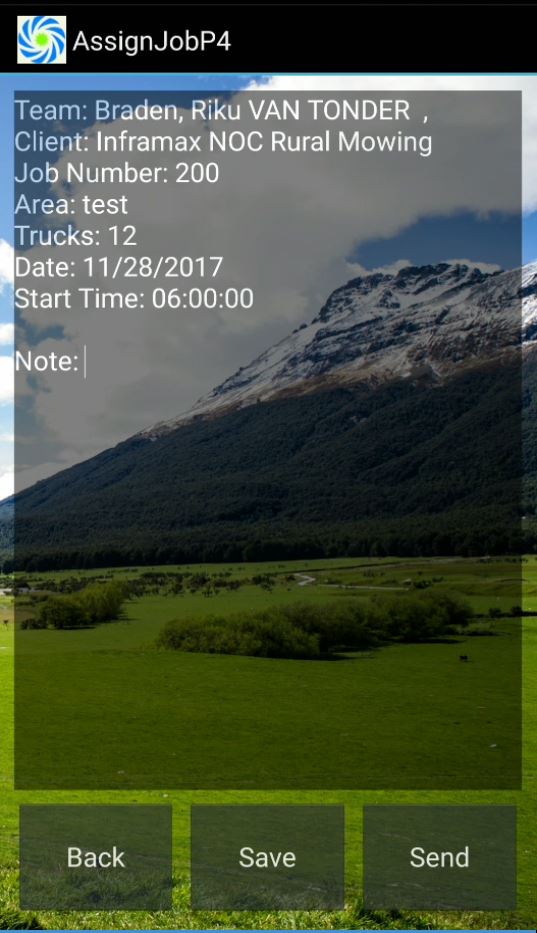 AssignJobP4
Team: Braden, Riku VAN TONDER  ,
Client: Inframax NOC Rural Mowing
Job Number: 200
Area: test
Trucks: 12
Date: 11/28/2017
Start Time: 06:00:00
Note:
Back
Save
Send